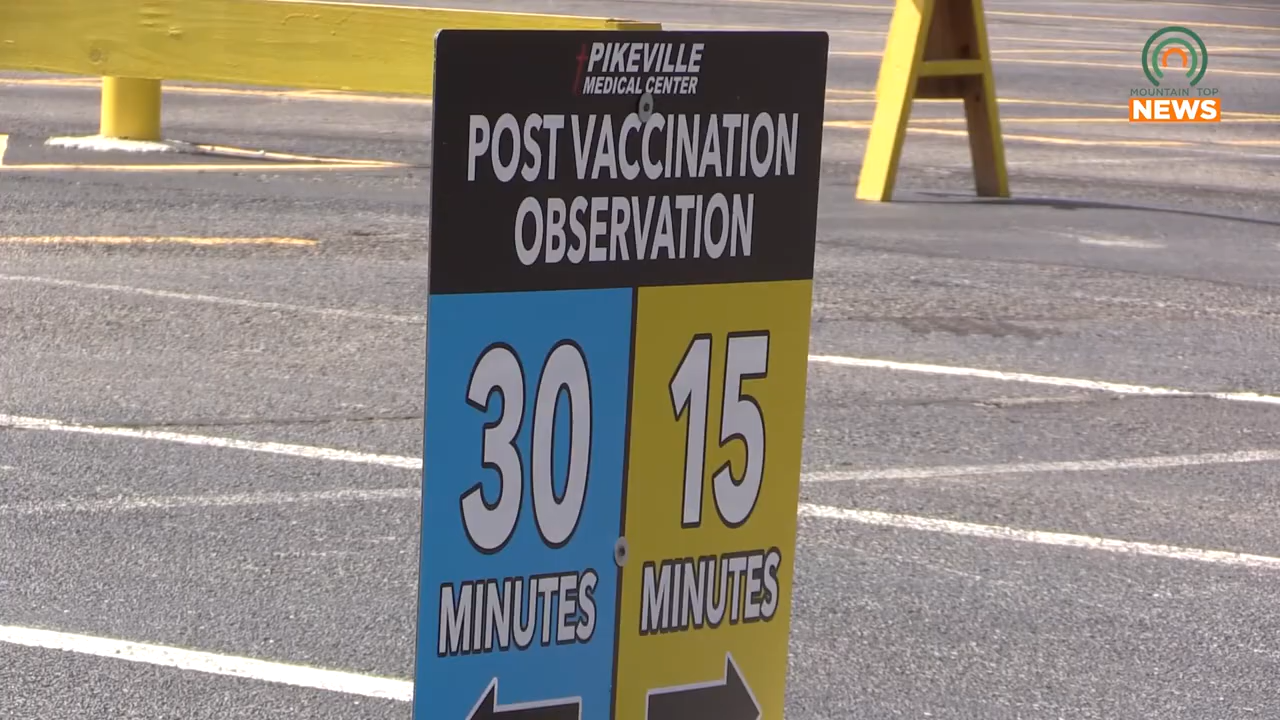 PIKEVILLE
MEDICAL CENTER
POST VACCINATION
OBSERVATION
30
MINUTES
15
MINUTES
MOUNTAIN TOP
NEWS